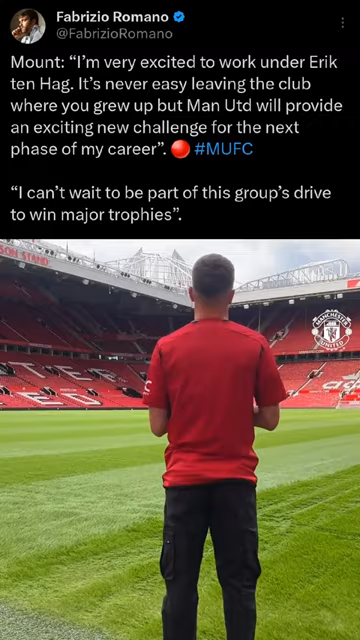 Fabrizio Romano
@FabrizioRomano
Mount: “I’m very excited to work under Erik
ten Hag. It’s never easy leaving the club
where you grew up but Man Utd will provide
an exciting new challenge for the next
phase of my career”. 🔴 #MUFC
“I can’t wait to be part of this group’s drive
to win major trophies”.
SON STAND
MANCHESTER
UNITED